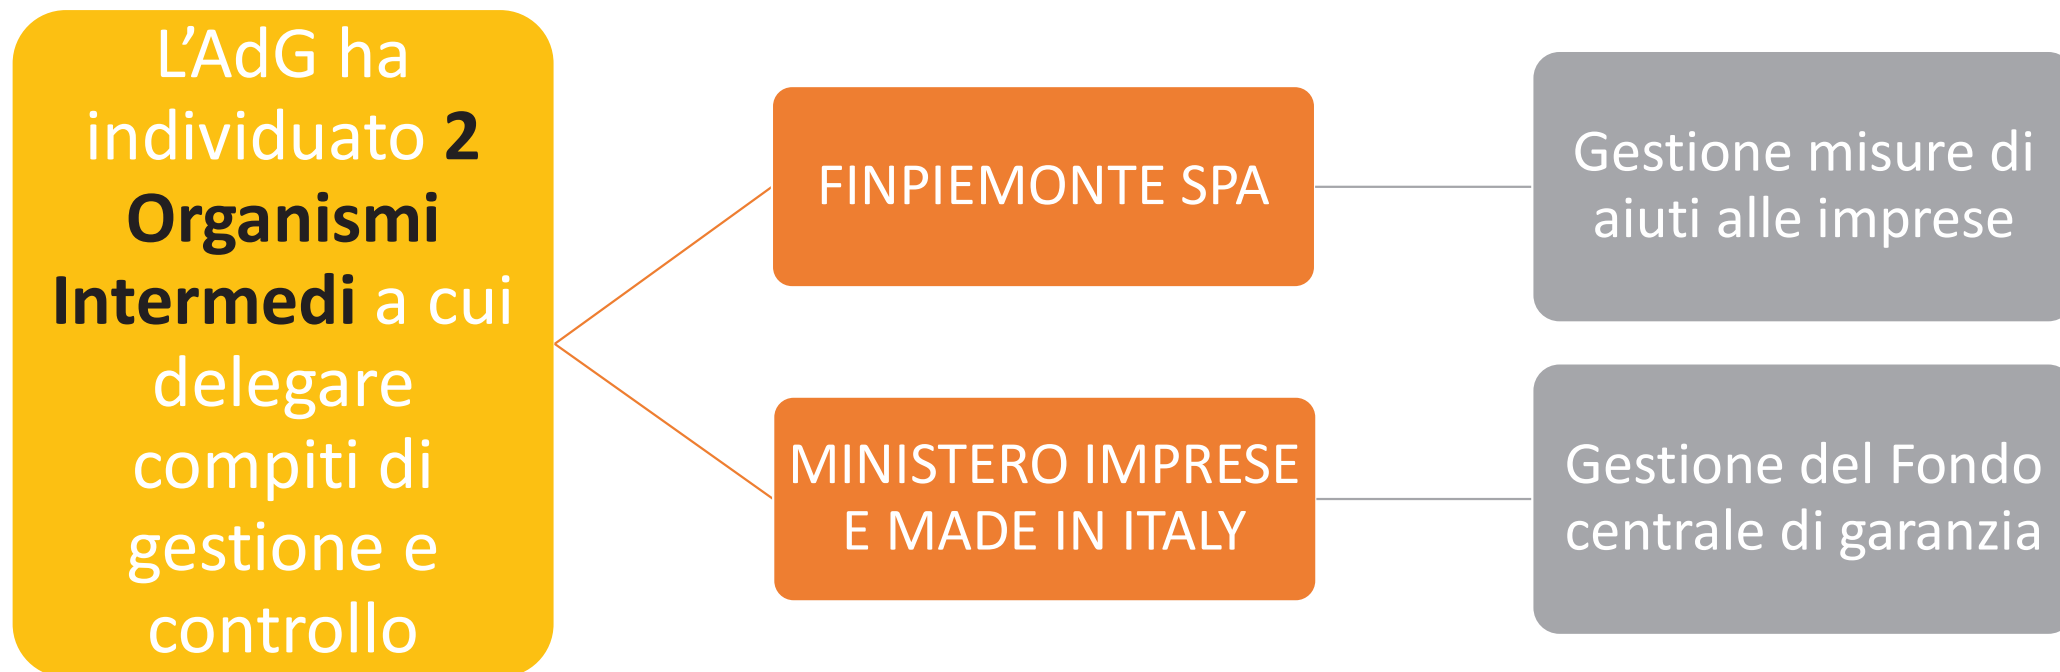 L’AdG ha
individuato 2
Organismi
Intermedi a cui
delegare
compiti di
gestione e
controllo
FINPIEMONTE SPA
Gestione misure di
aiuti alle imprese
MINISTERO IMPRESE
E MADE IN ITALY
Gestione del Fondo
centrale di garanzia